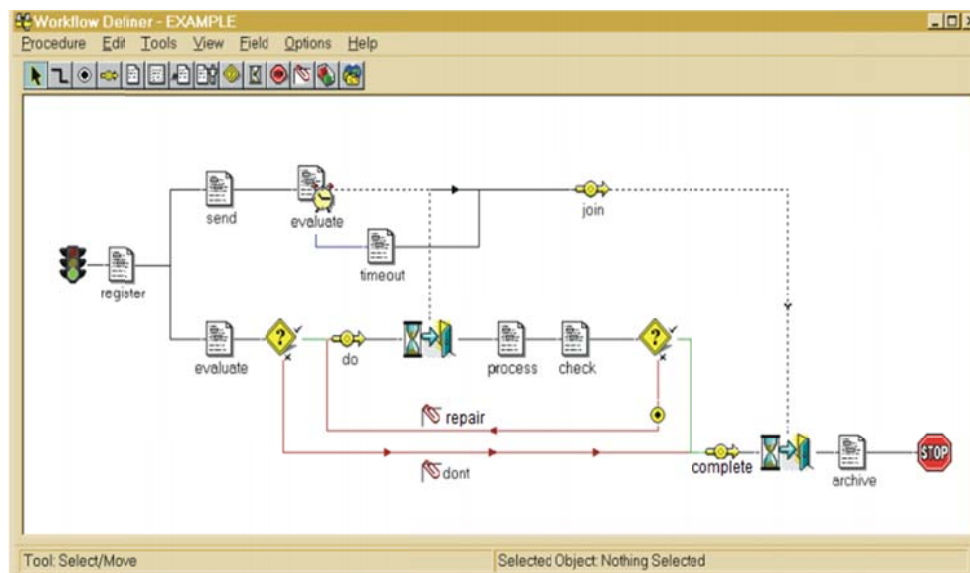 Workflow Definer - EXAMPLE
Procedure Edit Tools View Field Options Help
send
evaluate
join
timeout
register
evaluate
do
process
check
repair
dont
complete
archive
STOP
Tool: Select/Move
Selected Object: Nothing Selected